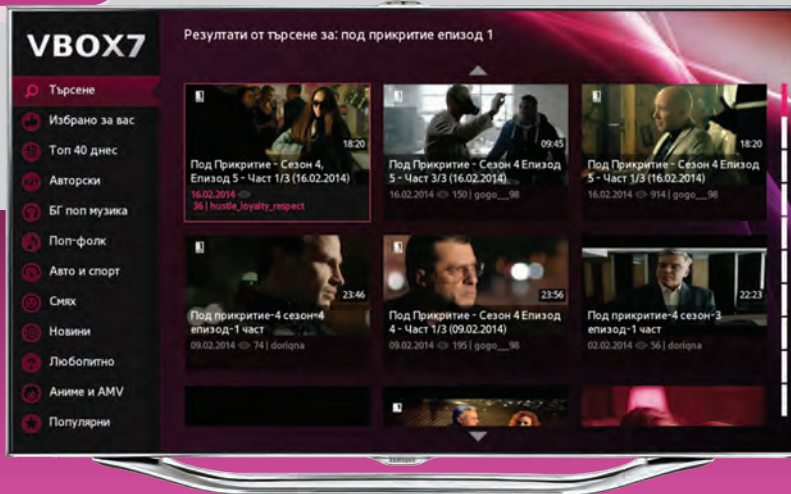 VBOX7
Резултати от търсене за: под прикритие епизод 1
Търсене
Избрано за вас
Топ 40 днес
Авторски
БГ поп музика
Поп-фолк
Авто и спорт
Смях
Новини
Любопитно
Аниме и AMV
Популярни
18:20
Под Прикритие - Сезон 4,
Епизод 5 - Част 1/3 (16.02.2014)
16.02.2014
36 | hustle_loyalty_respect
09:45
Под Прикритие - Сезон 4 Епизод
5 - Част 3/3 (16.02.2014)
16.02.2014 150 | gogo__98
18:20
Под Прикритие - Сезон 4 Епизод
5 - Част 1/3 (16.02.2014)
16.02.2014 914 | gogo__98
23:46
Под прикритие-4 сезон-4
епизод-1 част
09.02.2014 74 | doriqna
23:56
Под Прикритие - Сезон 4 Епизод
4 - Част 1/3 (09.02.2014)
09.02.2014 195 | gogo__98
22:23
Под прикритие-4 сезон-3
епизод-1 част
02.02.2014 56 | doriqna
SAMSUNG